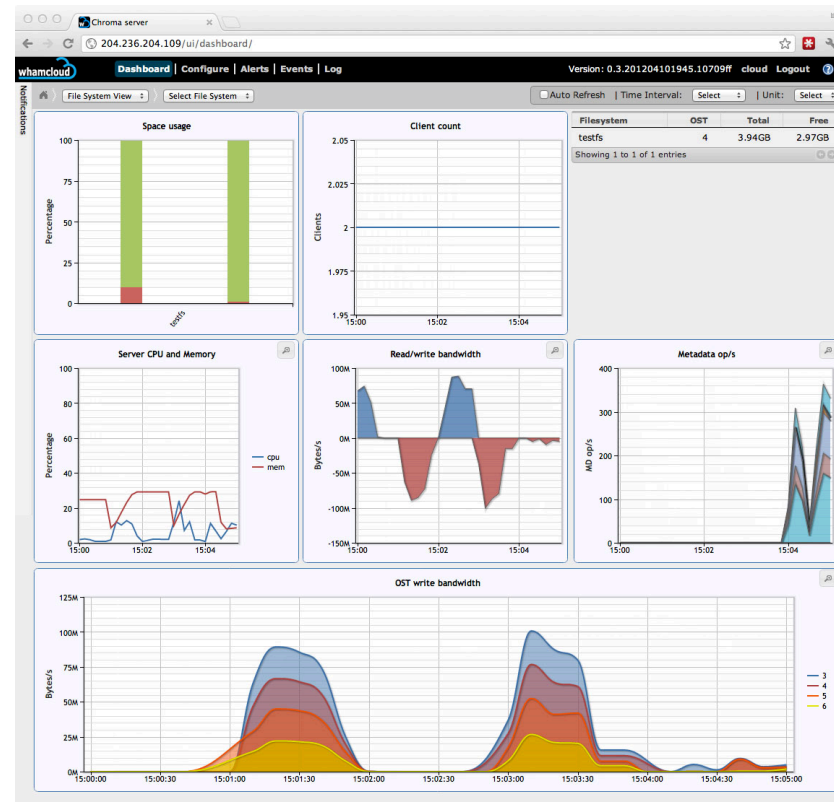 Chroma server
204.236.204.109/ui/dashboard/
whamcloud Dashboard | Configure | Alerts | Events | Log Version: 0.3.201204101945.10709ff cloud Logout ?
Notifications
File System View Select File System Auto Refresh | Time Interval: Select | Unit: Select
Space usage
Percentage
100
75
50
25
0
testfs
Client count
Clients
2.05
2.025
2
1.975
1.95
15:00 15:02 15:04
Filesystem OST Total Free
testfs 4 3.94GB 2.97GB
Showing 1 to 1 of 1 entries
Server CPU and Memory
Percentage
100
80
60
40
20
0
15:00 15:02 15:04
cpu
mem
Read/write bandwidth
Bytes/s
100M
50M
0M
-50M
-100M
-150M
15:00 15:02 15:04
Metadata op/s
MD op/s
400
300
200
100
0
15:00 15:02 15:04
OST write bandwidth
Bytes/s
125M
100M
75M
50M
25M
0M
15:00:00 15:00:30 15:01:00 15:01:30 15:02:00 15:02:30 15:03:00 15:03:30 15:04:00 15:04:30 15:05:00
3
4
5
6